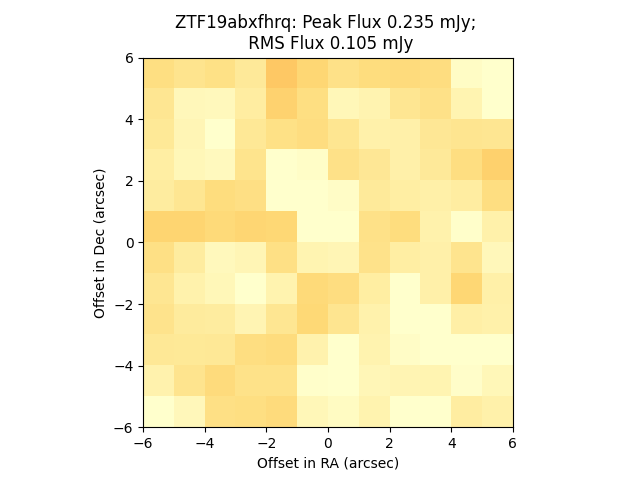 ZTF19abxfhrq: Peak Flux 0.235 mJy;
RMS Flux 0.105 mJy
6
4
2
0
−2
−4
−6
Offset in Dec (arcsec)
−6 −4 −2 0 2 4 6
Offset in RA (arcsec)